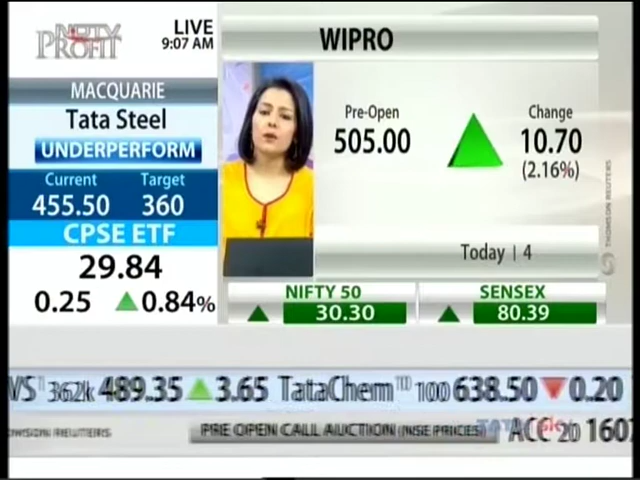 NDTV
PROFIT
LIVE
9:07 AM
WIPRO
MACQUARIE
Tata Steel
UNDERPERFORM
Current Target
455.50 360
CPSE ETF
29.84
0.25 ▲0.84%
Pre-Open
505.00
Change
10.70
(2.16%)
Today | 4
THOMSON REUTERS
NIFTY 50
30.30
SENSEX
80.39
362k 489.35 ▲ 3.65 TataChem 100 638.50 ▼ 0.20
PRE OPEN CALL AUCTION (NSE PRICES) ACC 20 160